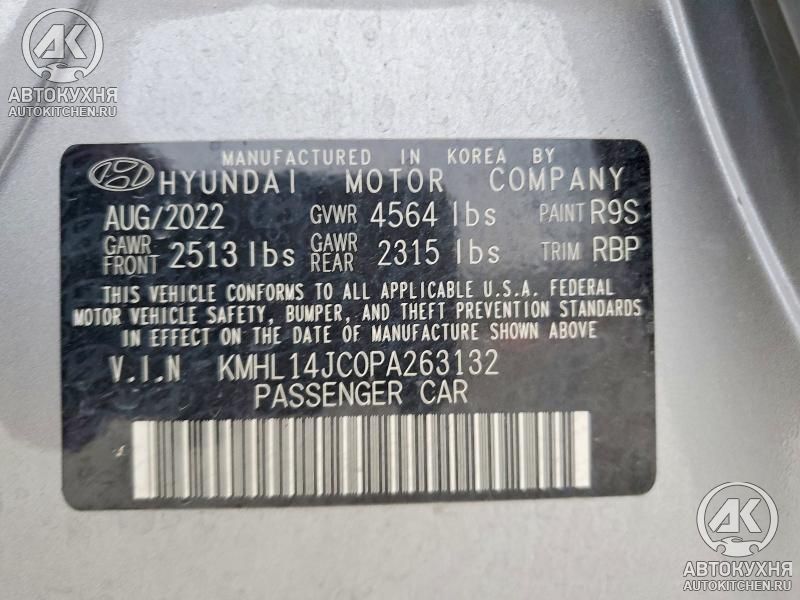 AK
АВТОКУХНЯ
AUTOKITCHEN.RU
MANUFACTURED IN KOREA BY
HYUNDAI MOTOR COMPANY
AUG/2022 GVWR 4564 lbs PAINT R9S
GAWR FRONT 2513 lbs GAWR REAR 2315 lbs TRIM RBP
THIS VEHICLE CONFORMS TO ALL APPLICABLE U.S.A. FEDERAL
MOTOR VEHICLE SAFETY, BUMPER, AND THEFT PREVENTION STANDARDS
IN EFFECT ON THE DATE OF MANUFACTURE SHOWN ABOVE
V.I.N KMHL14JC0PA263132
PASSENGER CAR
AK
АВТОКУХНЯ
AUTOKITCHEN.RU